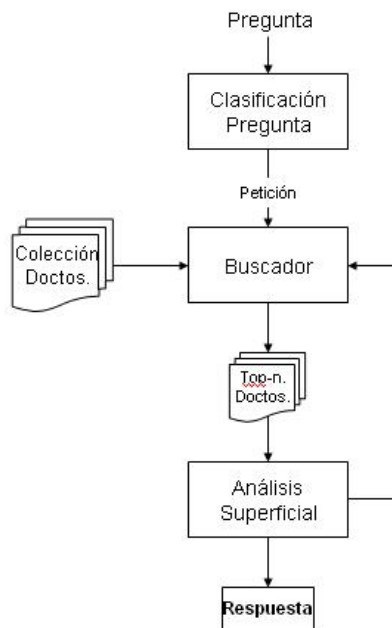 Pregunta
Clasificación
Pregunta
Petición
Colección
Doctos.
Buscador
Top-n.
Doctos.
Análisis
Superficial
Respuesta